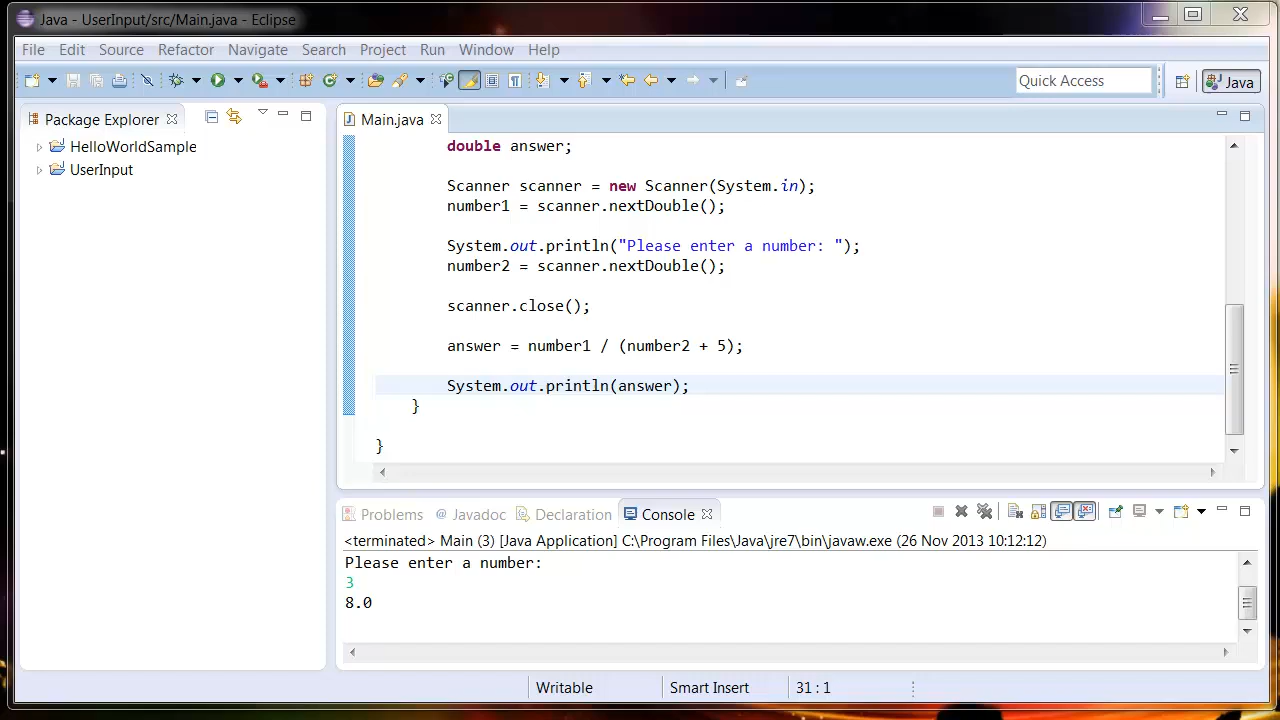 Java - UserInput/src/Main.java - Eclipse
File Edit Source Refactor Navigate Search Project Run Window Help
Quick Access
Java
Package Explorer
HelloWorldSample
UserInput
Main.java
double answer;
Scanner scanner = new Scanner(System.in);
number1 = scanner.nextDouble();
System.out.println("Please enter a number: ");
number2 = scanner.nextDouble();
scanner.close();
answer = number1 / (number2 + 5);
System.out.println(answer);
}
}
Problems @ Javadoc Declaration Console
<terminated> Main (3) [Java Application] C:\Program Files\Java\jre7\bin\javaw.exe (26 Nov 2013 10:12:12)
Please enter a number:
3
8.0
Writable Smart Insert 31 : 1